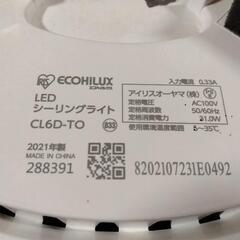 ECOHILUX
LED
シーリングライト
CL6D-TO
B33
入力電流 0.33A
アイリスオーヤマ(株)
定格電圧 AC100V
定格周波数 50/60Hz
定格消費電力 31.0W
使用環境温度範囲 5~35℃
2021年製
MADE IN CHINA
288391
8202107231E0492